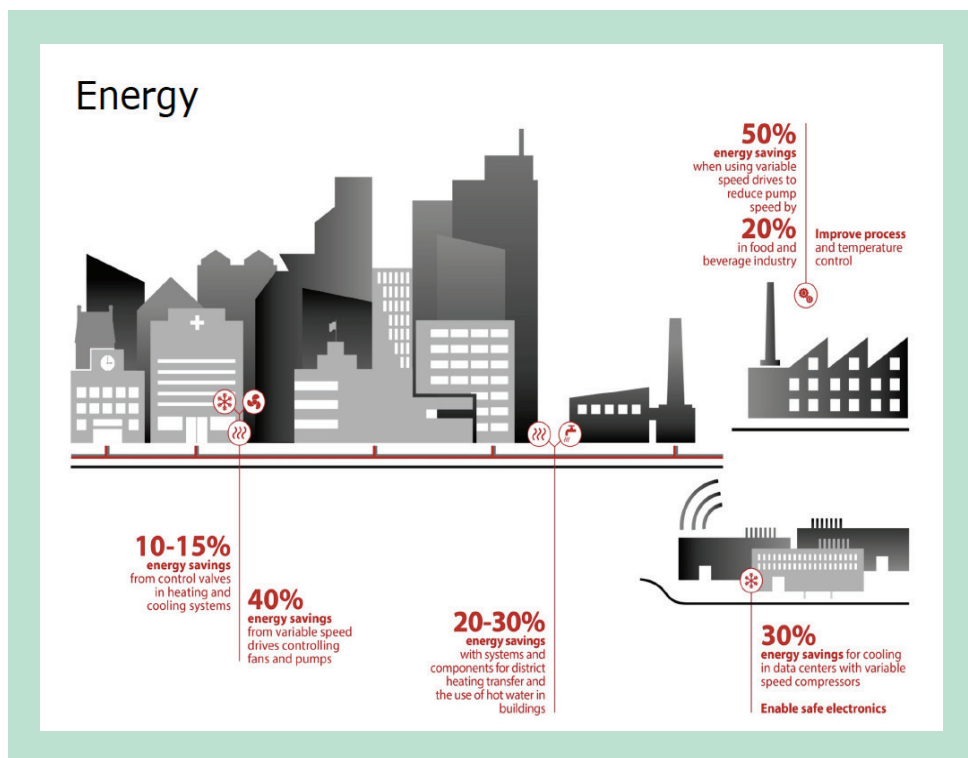 Energy
50%
energy savings
when using variable
speed drives to
reduce pump
speed by
20%
in food and
beverage industry
Improve process
and temperature
control
10-15%
energy savings
from control valves
in heating and
cooling systems
40%
energy savings
from variable speed
drives controlling
fans and pumps
20-30%
energy savings
with systems and
components for district
heating transfer and
the use of hot water in
buildings
30%
energy savings for cooling
in data centers with variable
speed compressors
Enable safe electronics